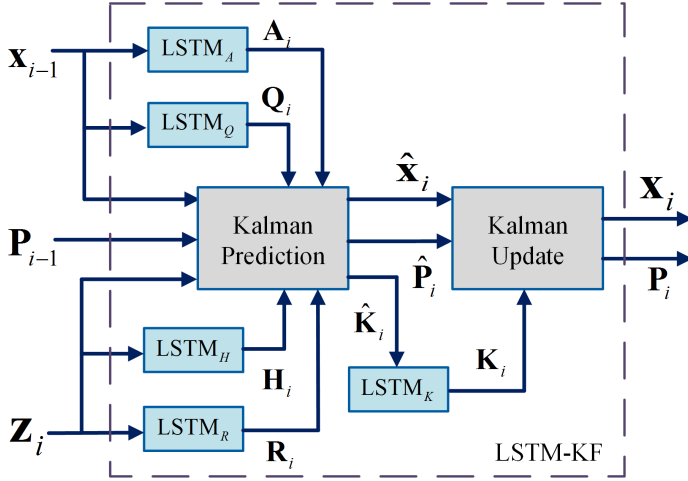 x_{i−1}
LSTM_A
A_i
LSTM_Q
Q_i
P_{i−1}
Kalman
Prediction
x̂_i
P̂_i
K̂_i
Kalman
Update
x_i
P_i
LSTM_H
H_i
LSTM_K
K_i
z_i
LSTM_R
R_i
LSTM-KF